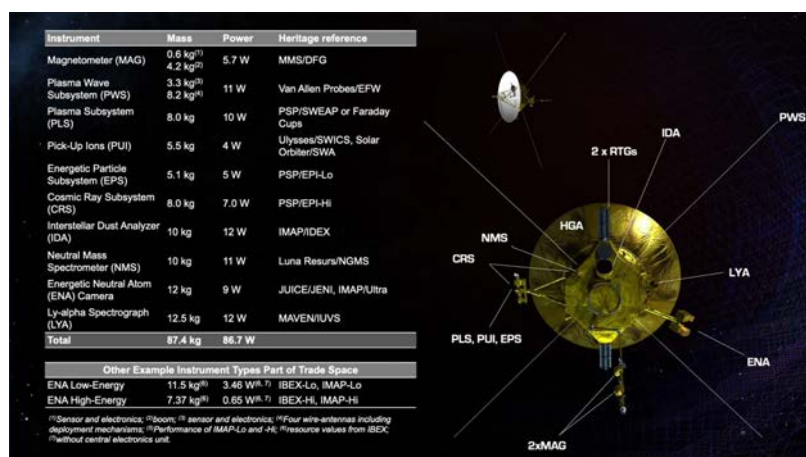 Instrument Mass Power Heritage reference
Magnetometer (MAG) 0.6 kg(1) 4.2 kg(2) 5.7 W MMS/DFG
Plasma Wave Subsystem (PWS) 3.3 kg(3) 8.2 kg(4) 11 W Van Allen Probes/EFW
Plasma Subsystem (PLS) 8.0 kg 10 W PSP/SWEAP or Faraday Cups
Pick-Up Ions (PUI) 5.5 kg 4 W Ulysses/SWICS, Solar Orbiter/SWA
Energetic Particle Subsystem (EPS) 5.1 kg 5 W PSP/EPI-Lo
Cosmic Ray Subsystem (CRS) 8.0 kg 7.0 W PSP/EPI-Hi
Interstellar Dust Analyzer (IDA) 10 kg 12 W IMAP/IDEX
Neutral Mass Spectrometer (NMS) 10 kg 11 W Luna Resurs/NGMS
Energetic Neutral Atom (ENA) Camera 12 kg 9 W JUICE/JENI, IMAP/Ultra
Ly-alpha Spectrograph (LYA) 12.5 kg 12 W MAVEN/IUVS
Total 87.4 kg 86.7 W
Other Example Instrument Types Part of Trade Space
ENA Low-Energy 11.5 kg(6) 3.46 W(6, 7) IBEX-Lo, IMAP-Lo
ENA High-Energy 7.37 kg(6) 0.65 W(6, 7) IBEX-Hi, IMAP-Hi
(1)Sensor and electronics; (2)boom; (3) sensor and electronics; (4)Four wire-antennas including
deployment mechanisms; (5)Performance of IMAP-Lo and -Hi; (6)resource values from IBEX;
(7)without central electronics unit.
PWS
IDA
2 x RTGs
HGA
NMS
CRS
LYA
PLS, PUI, EPS
ENA
2xMAG